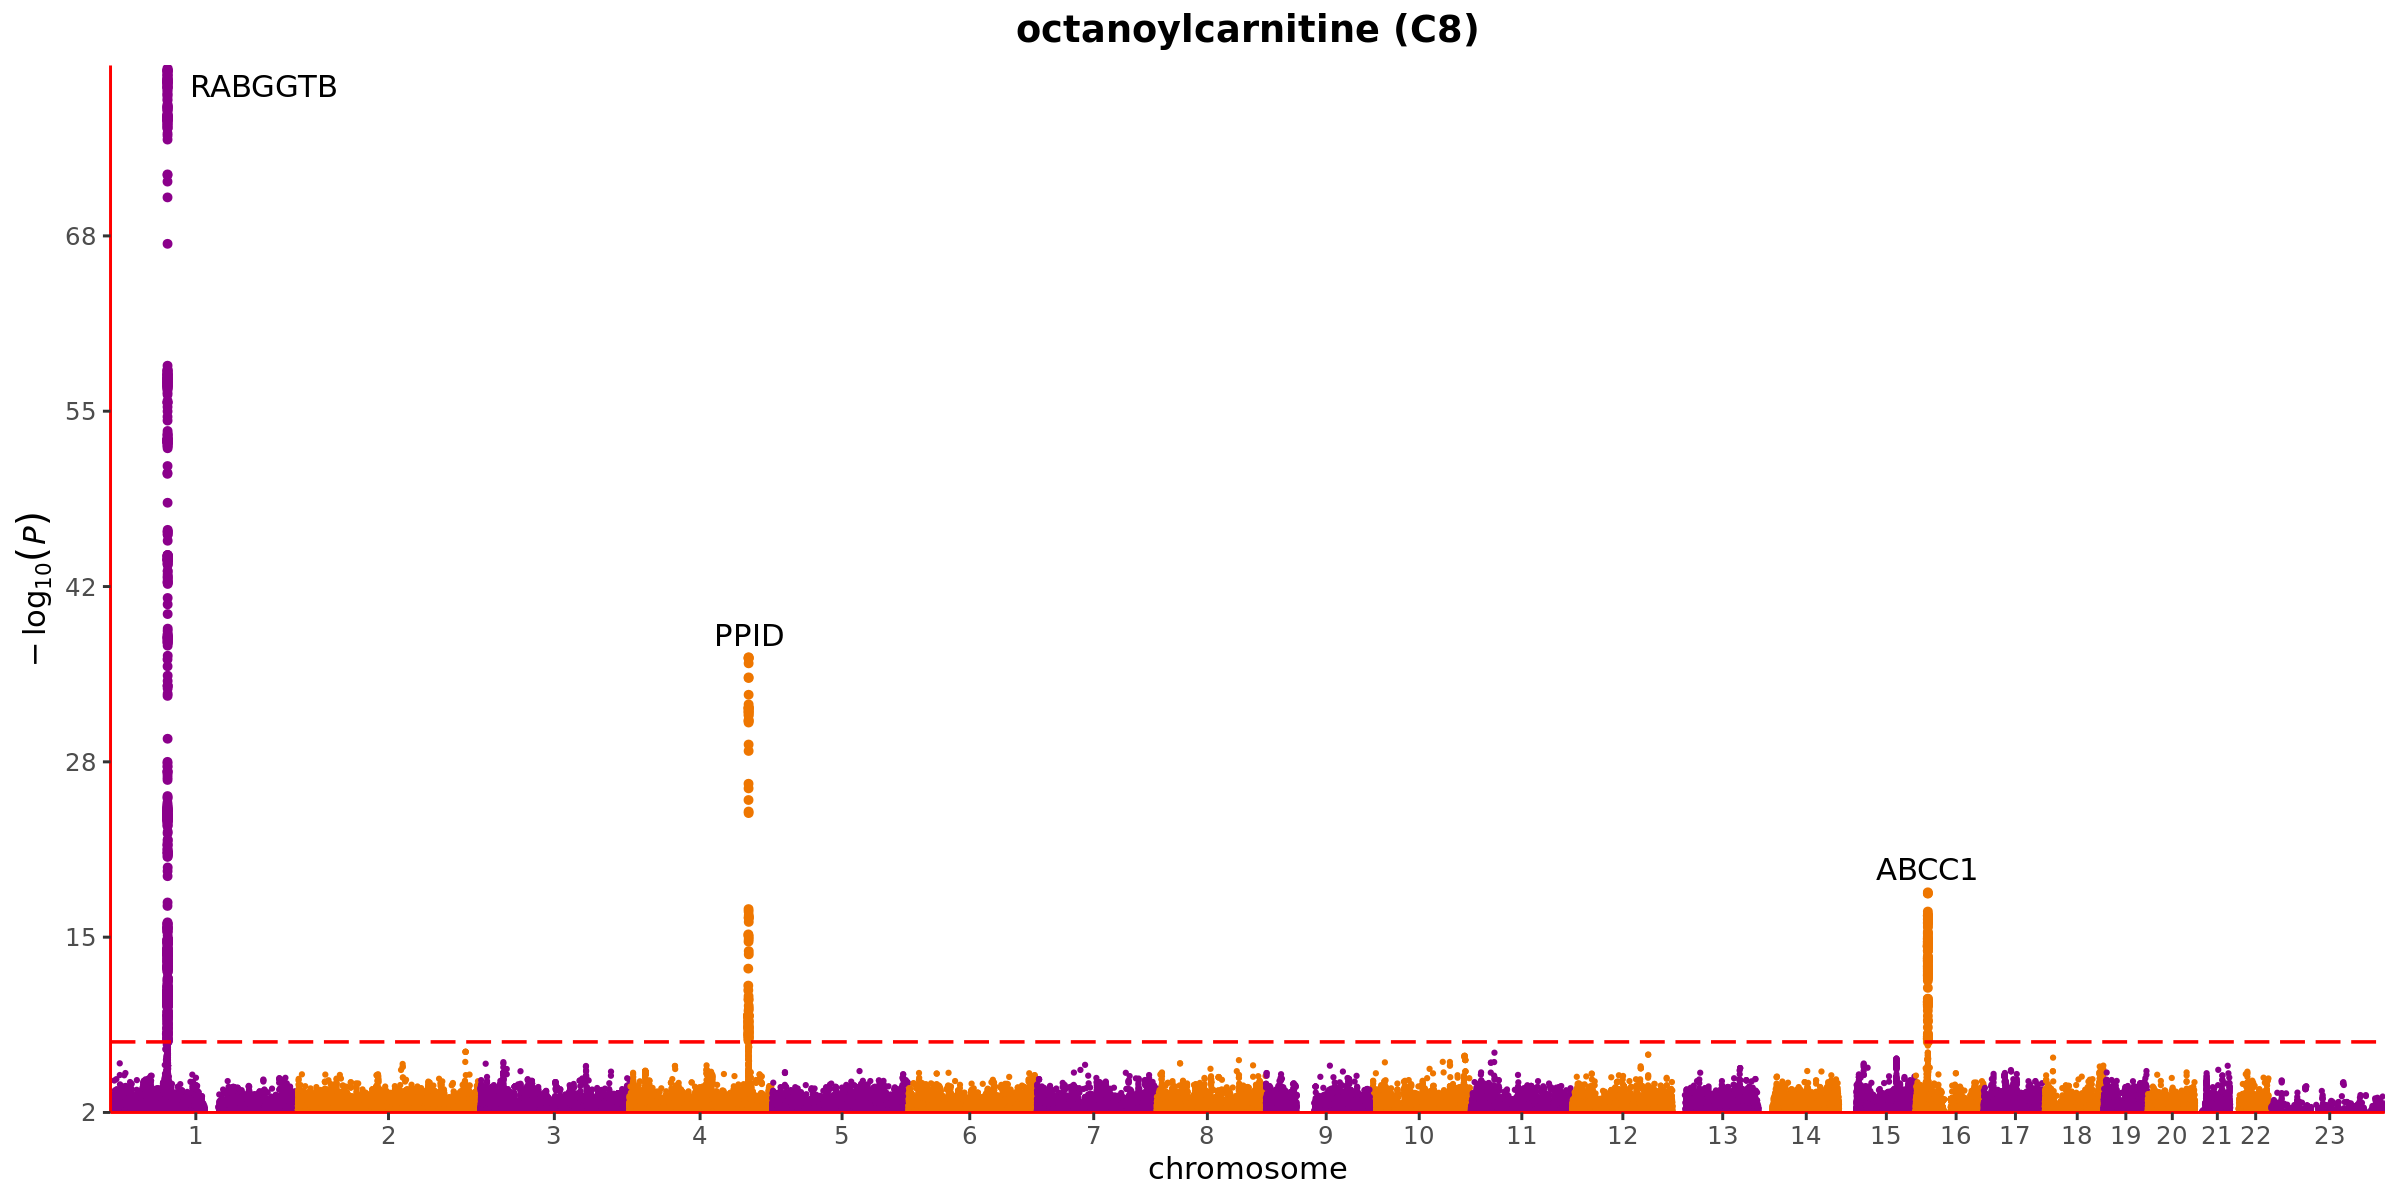 octanoylcarnitine (C8)
RABGGTB
PPID
ABCC1
− log10(P)
68
55
42
28
15
2
1 2 3 4 5 6 7 8 9 10 11 12 13 14 15 16 17 18 19 20 21 22 23
chromosome